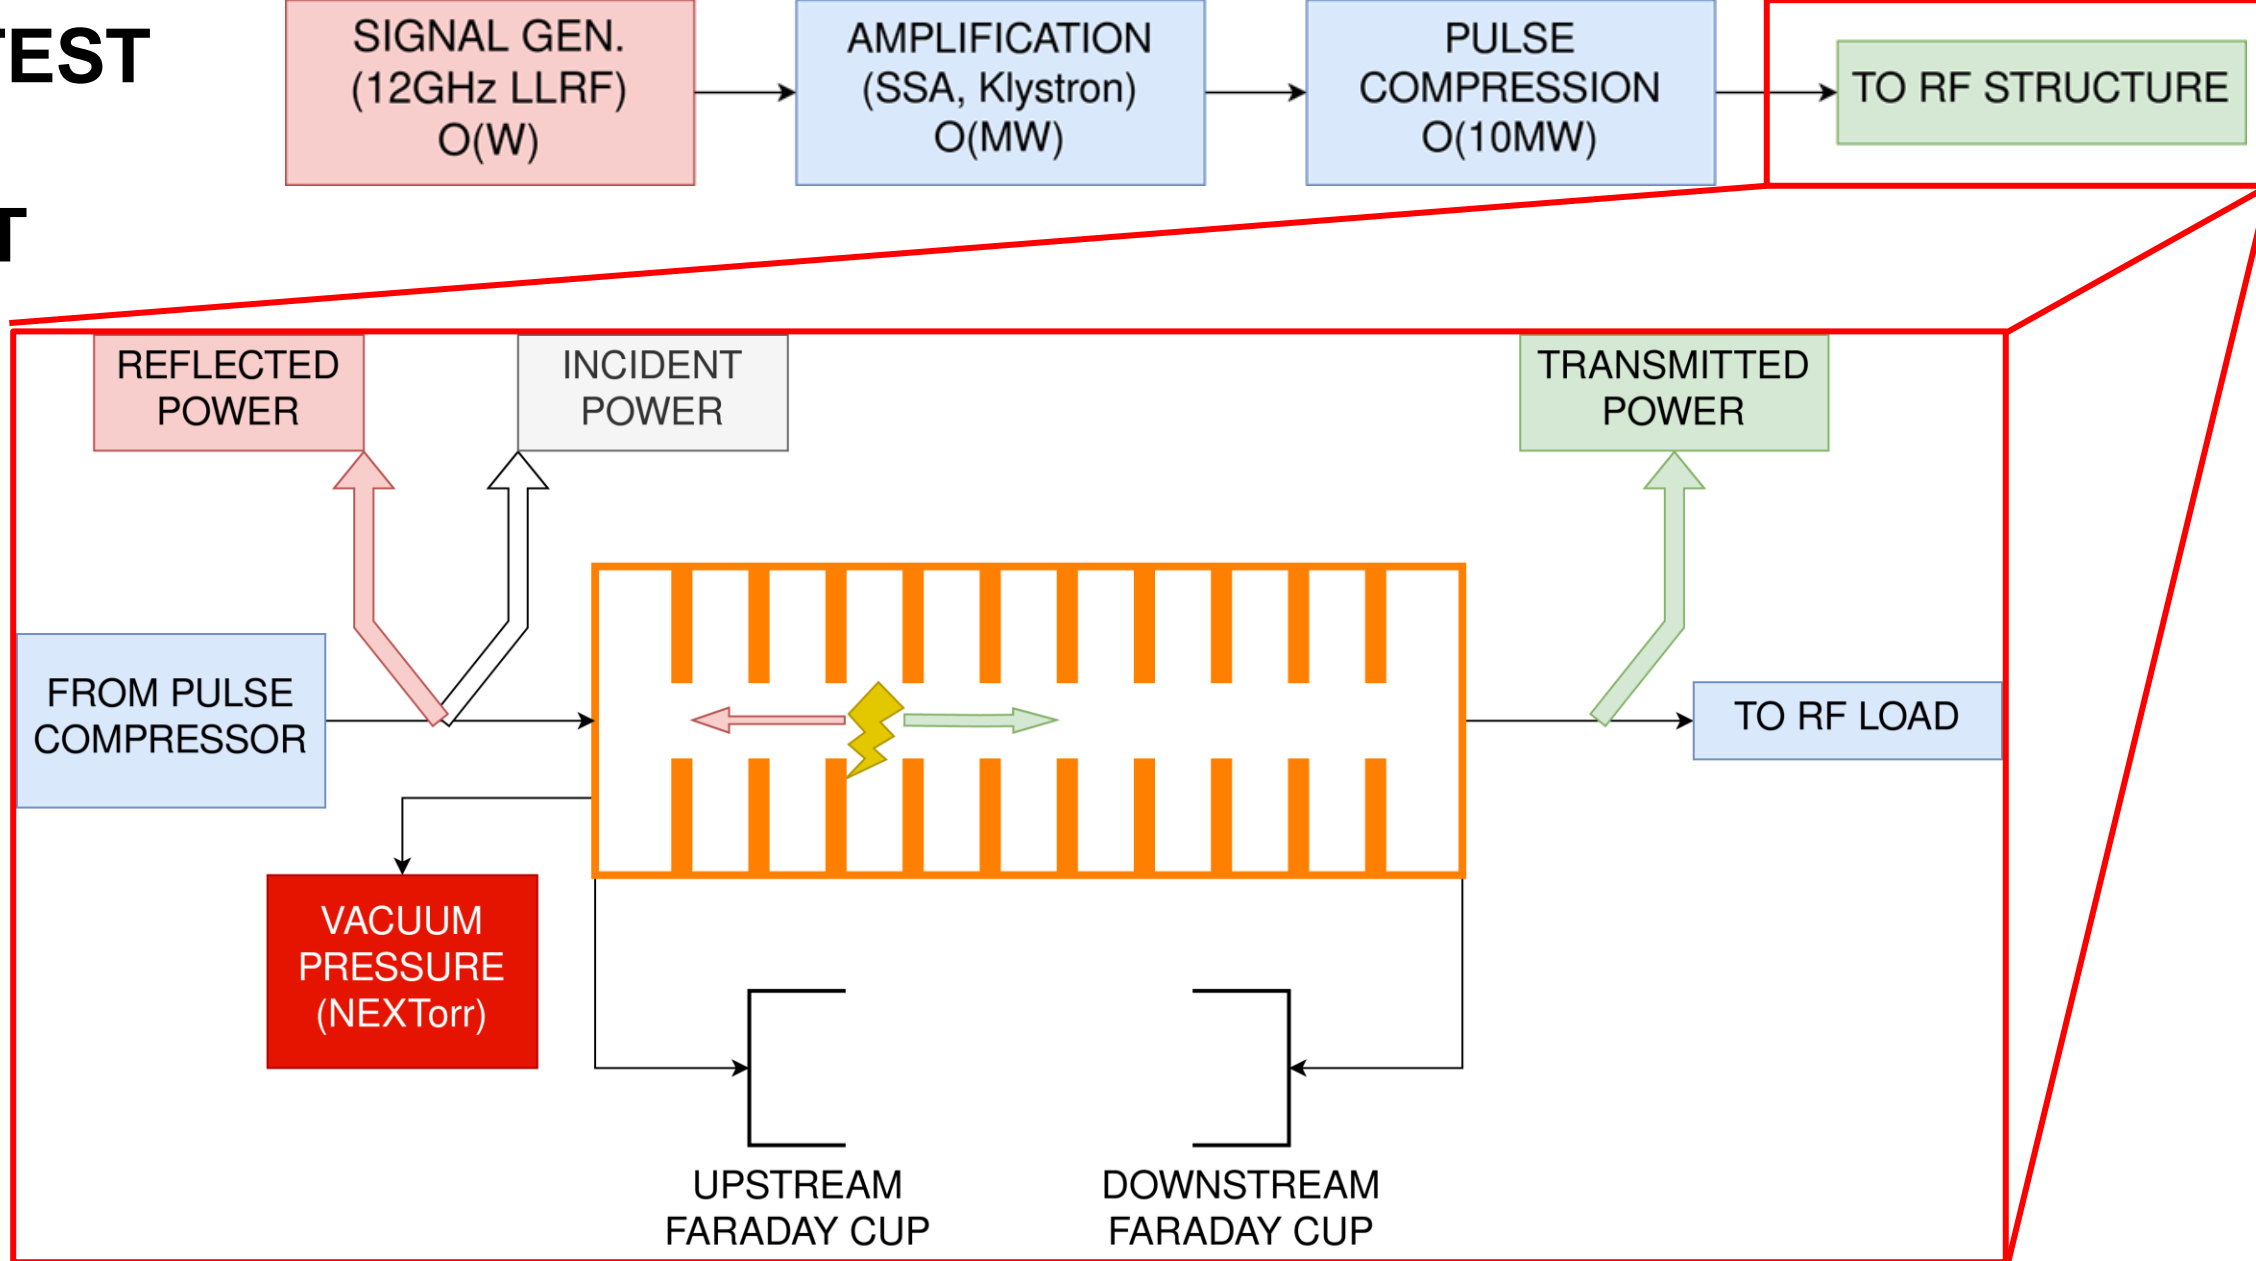 TEST
SIGNAL GEN.
(12GHz LLRF)
O(W)
AMPLIFICATION
(SSA, Klystron)
O(MW)
PULSE
COMPRESSION
O(10MW)
TO RF STRUCTURE
T
REFLECTED
POWER
INCIDENT
POWER
TRANSMITTED
POWER
FROM PULSE
COMPRESSOR
TO RF LOAD
VACUUM
PRESSURE
(NEXTorr)
UPSTREAM
FARADAY CUP
DOWNSTREAM
FARADAY CUP